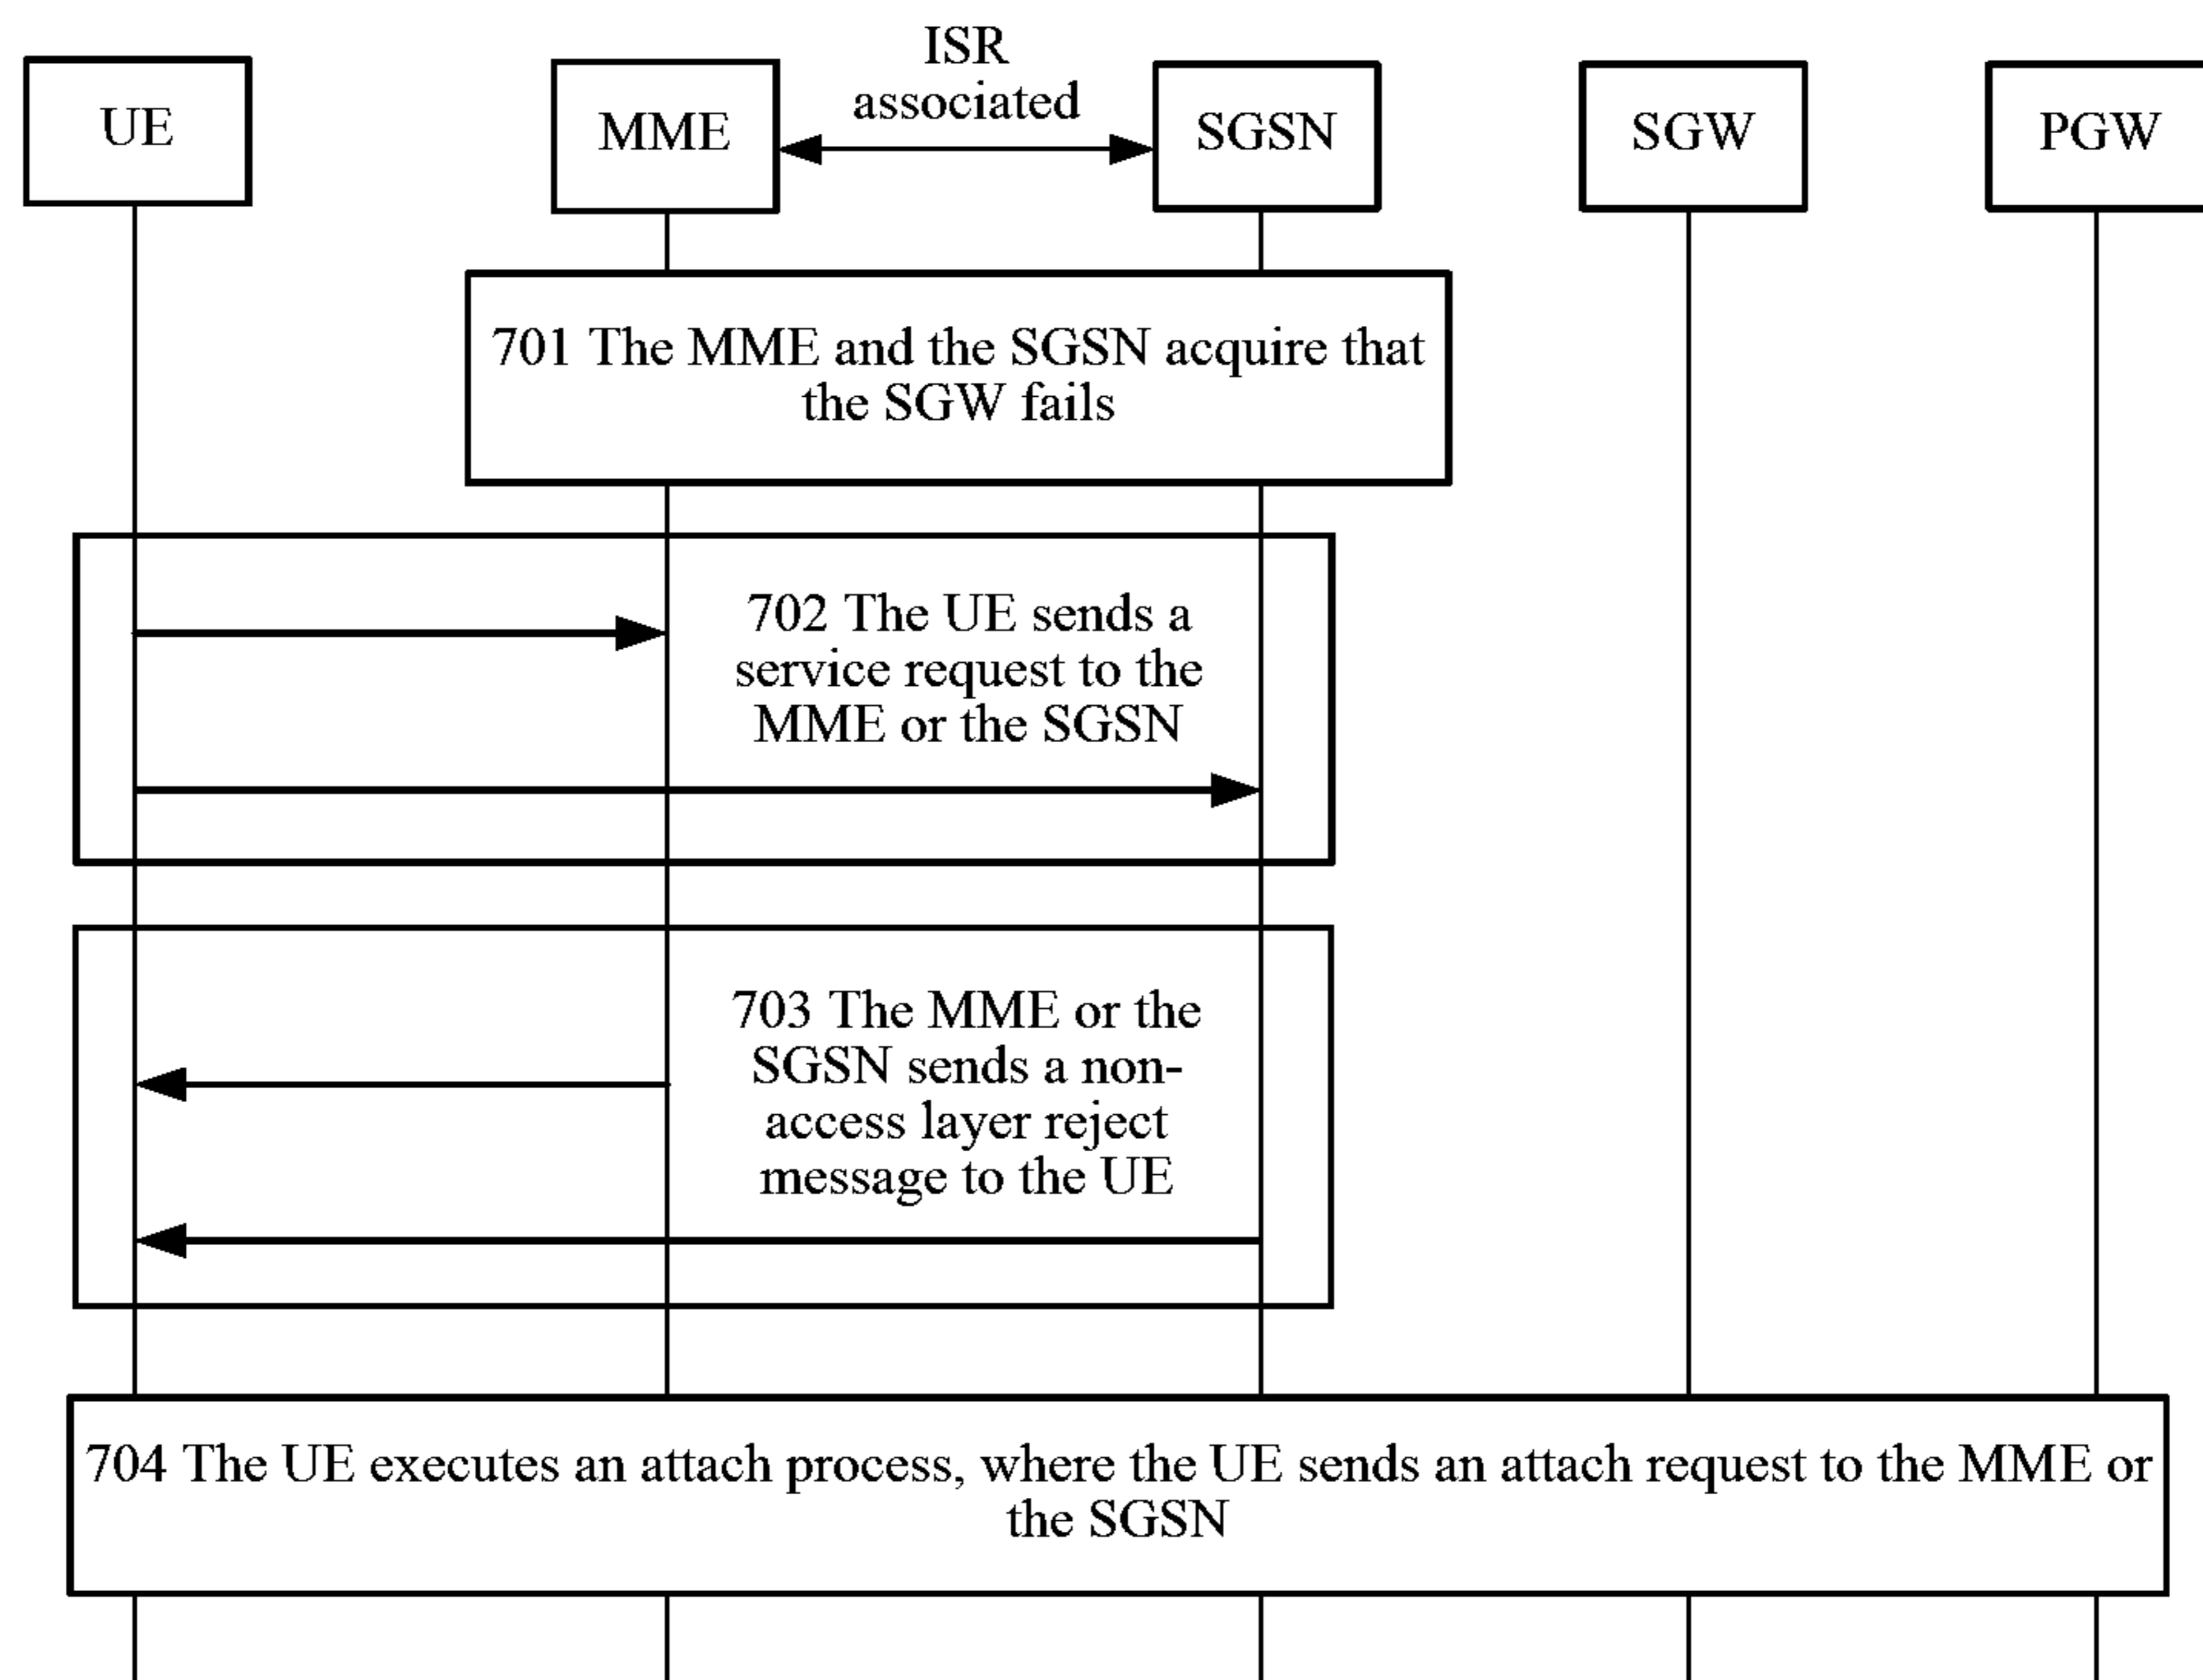 ISR
associated
UE
MME
SGSN
SGW
PGW
701 The MME and the SGSN acquire that
the SGW fails
702 The UE sends a
service request to the
MME or the SGSN
703 The MME or the
SGSN sends a non-
access layer reject
message to the UE
704 The UE executes an attach process, where the UE sends an attach request to the MME or
the SGSN